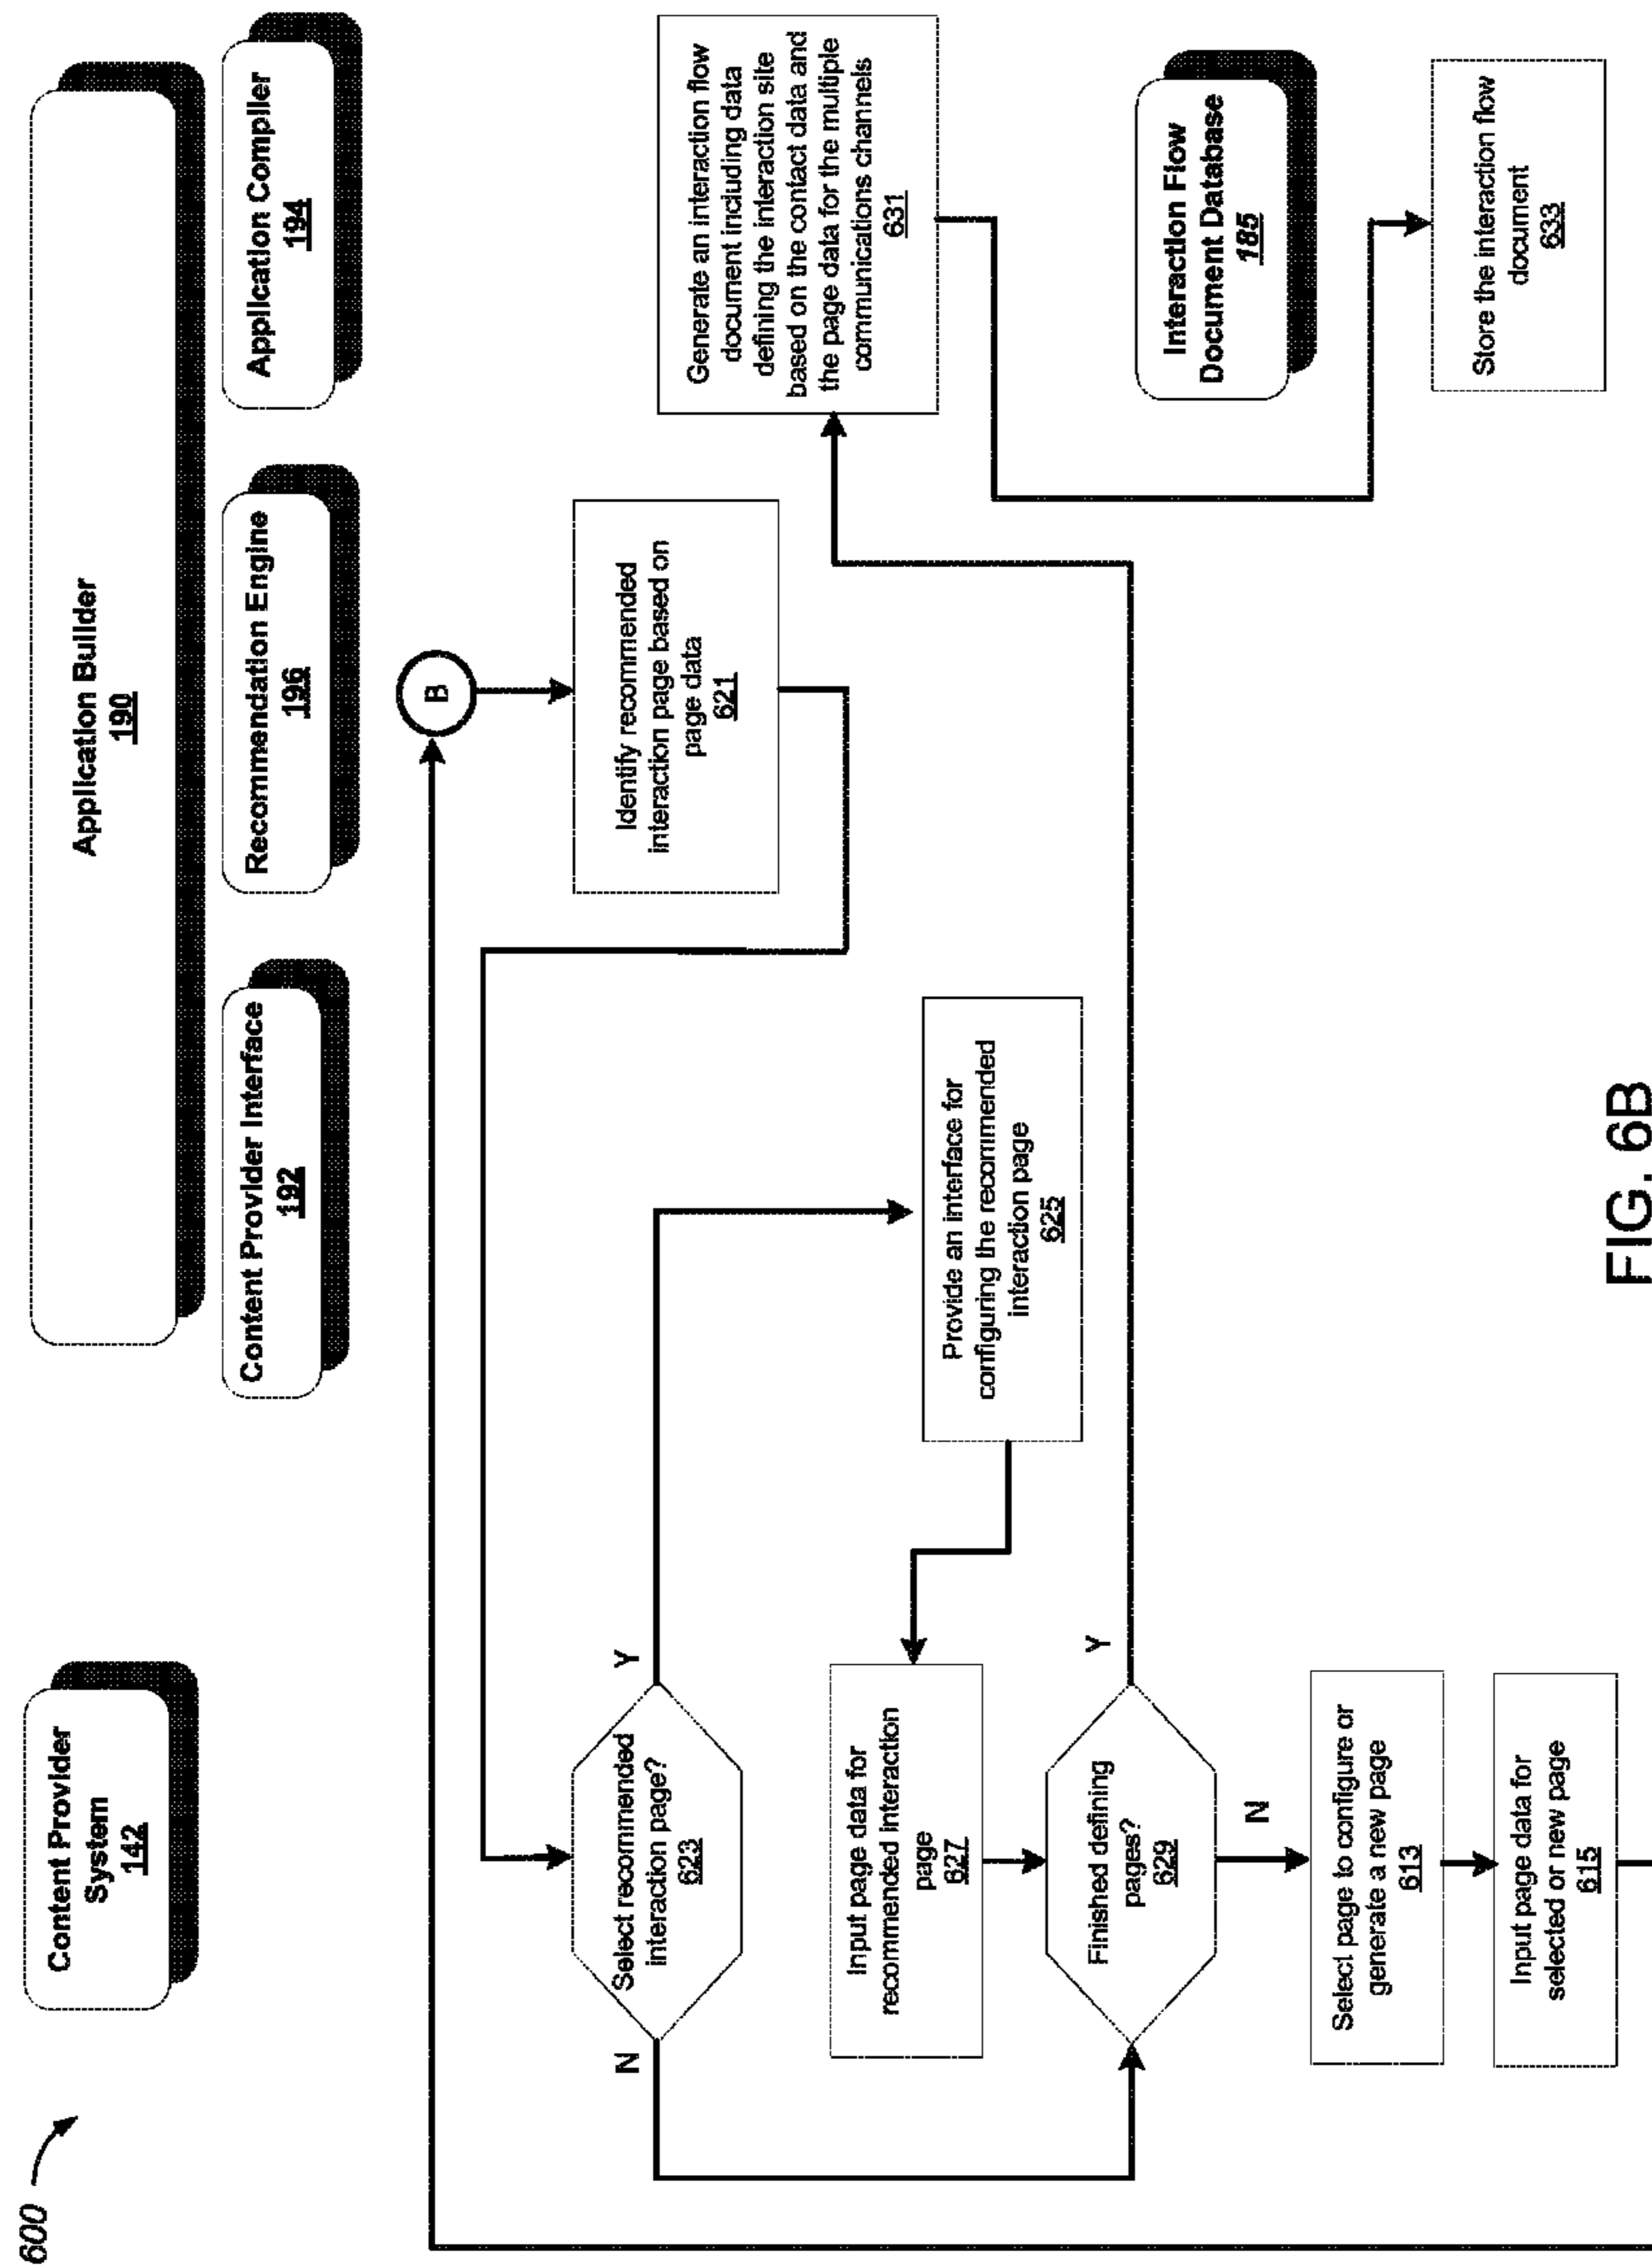 600
Content Provider
System
142
Application Builder
190
Content Provider Interface
192
Recommendation Engine
196
Application Compiler
194
B
Identify recommended
interaction page based on
page data
621
Select recommended
interaction page?
623
Y
N
Provide an interface for
configuring the recommended
interaction page
625
Input page data for
recommended interaction
page
627
Finished defining
pages?
629
Y
N
Select page to configure or
generate a new page
613
Input page data for
selected or new page
615
Generate an interaction flow
document including data
defining the interaction site
based on the contact data and
the page data for the multiple
communications channels
631
Interaction Flow
Document Database
185
Store the interaction flow
document
633
FIG. 6B